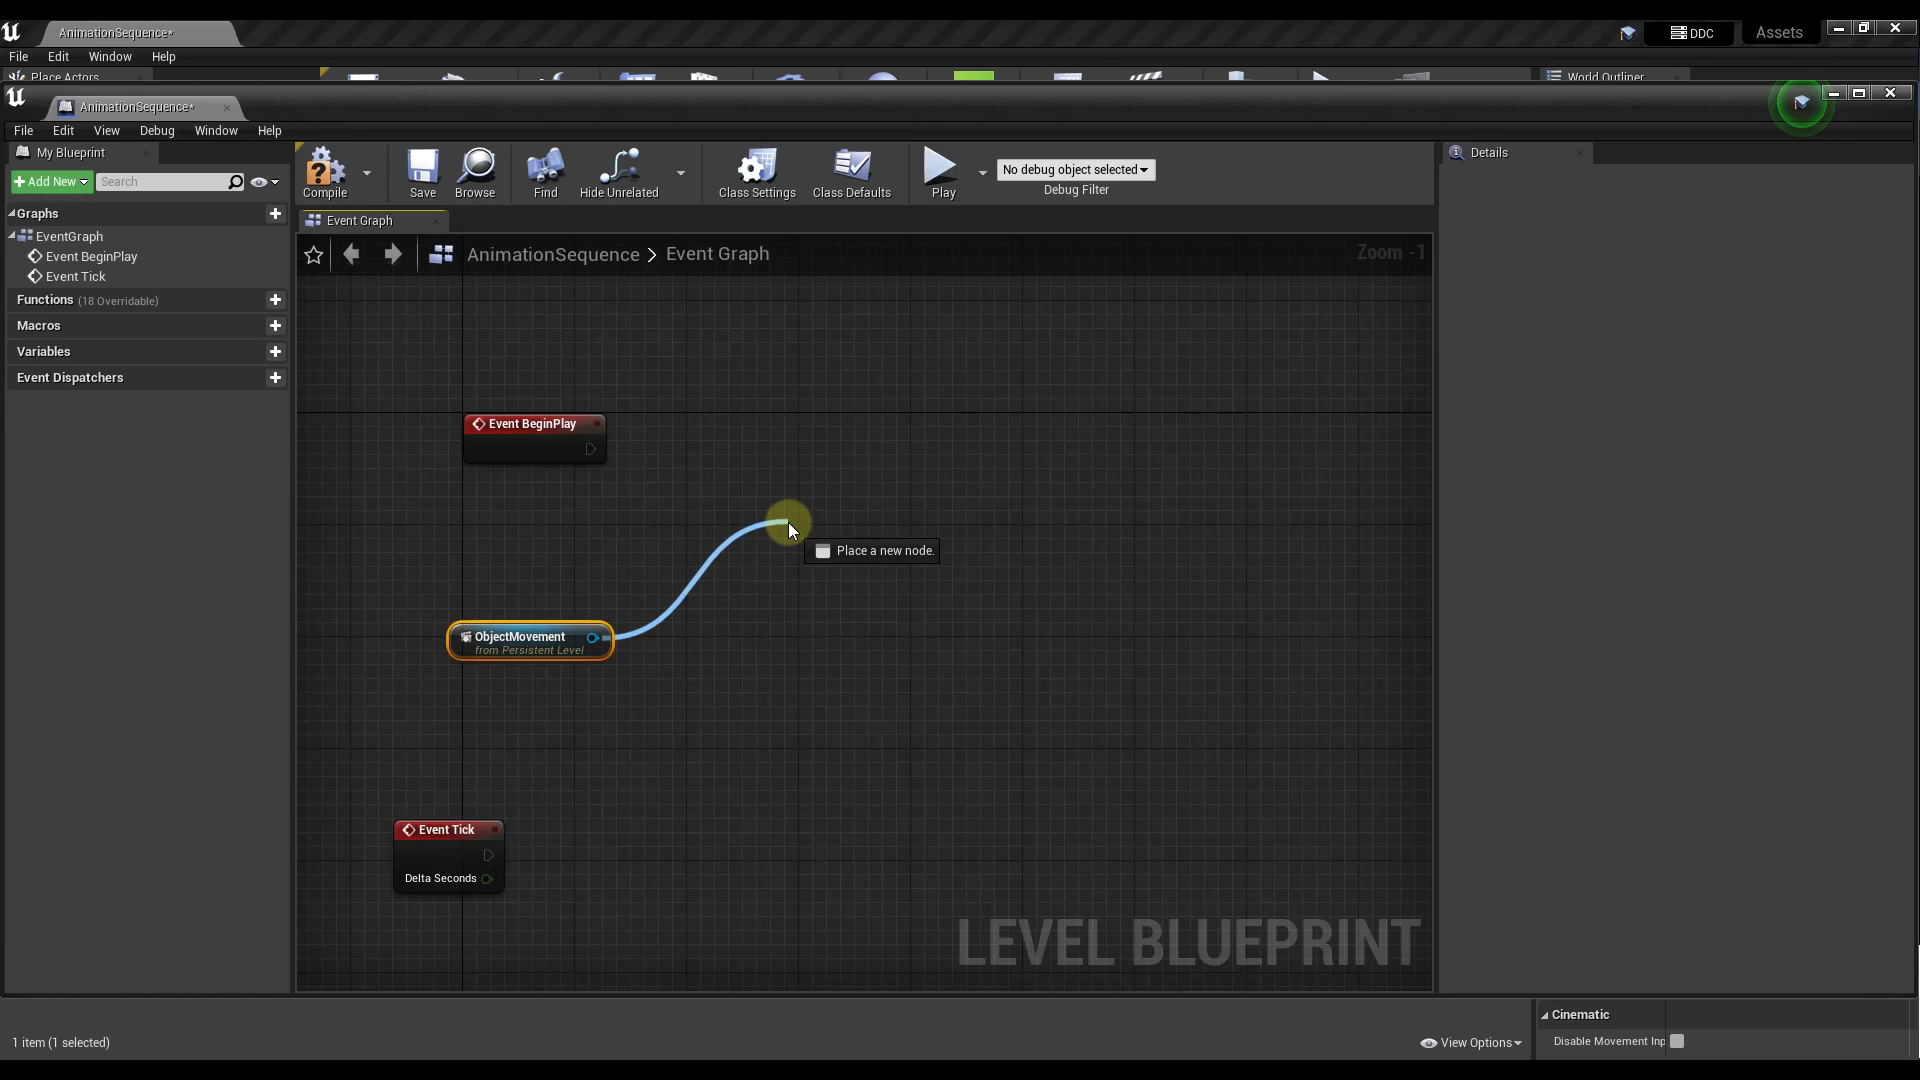 AnimationSequence*
DDC
Assets
File Edit Window Help
Place Actors
World Outliner
AnimationSequence*
File Edit View Debug Window Help
My Blueprint
Add New
Search
Compile
Save
Browse
Find
Hide Unrelated
Class Settings
Class Defaults
Play
No debug object selected
Debug Filter
Details
Graphs
EventGraph
Event BeginPlay
Event Tick
Functions (18 Overridable)
Macros
Variables
Event Dispatchers
Event Graph
AnimationSequence > Event Graph
Zoom -1
Event BeginPlay
Place a new node.
ObjectMovement
from Persistent Level
Event Tick
Delta Seconds
LEVEL BLUEPRINT
1 item (1 selected)
View Options
Cinematic
Disable Movement Inp